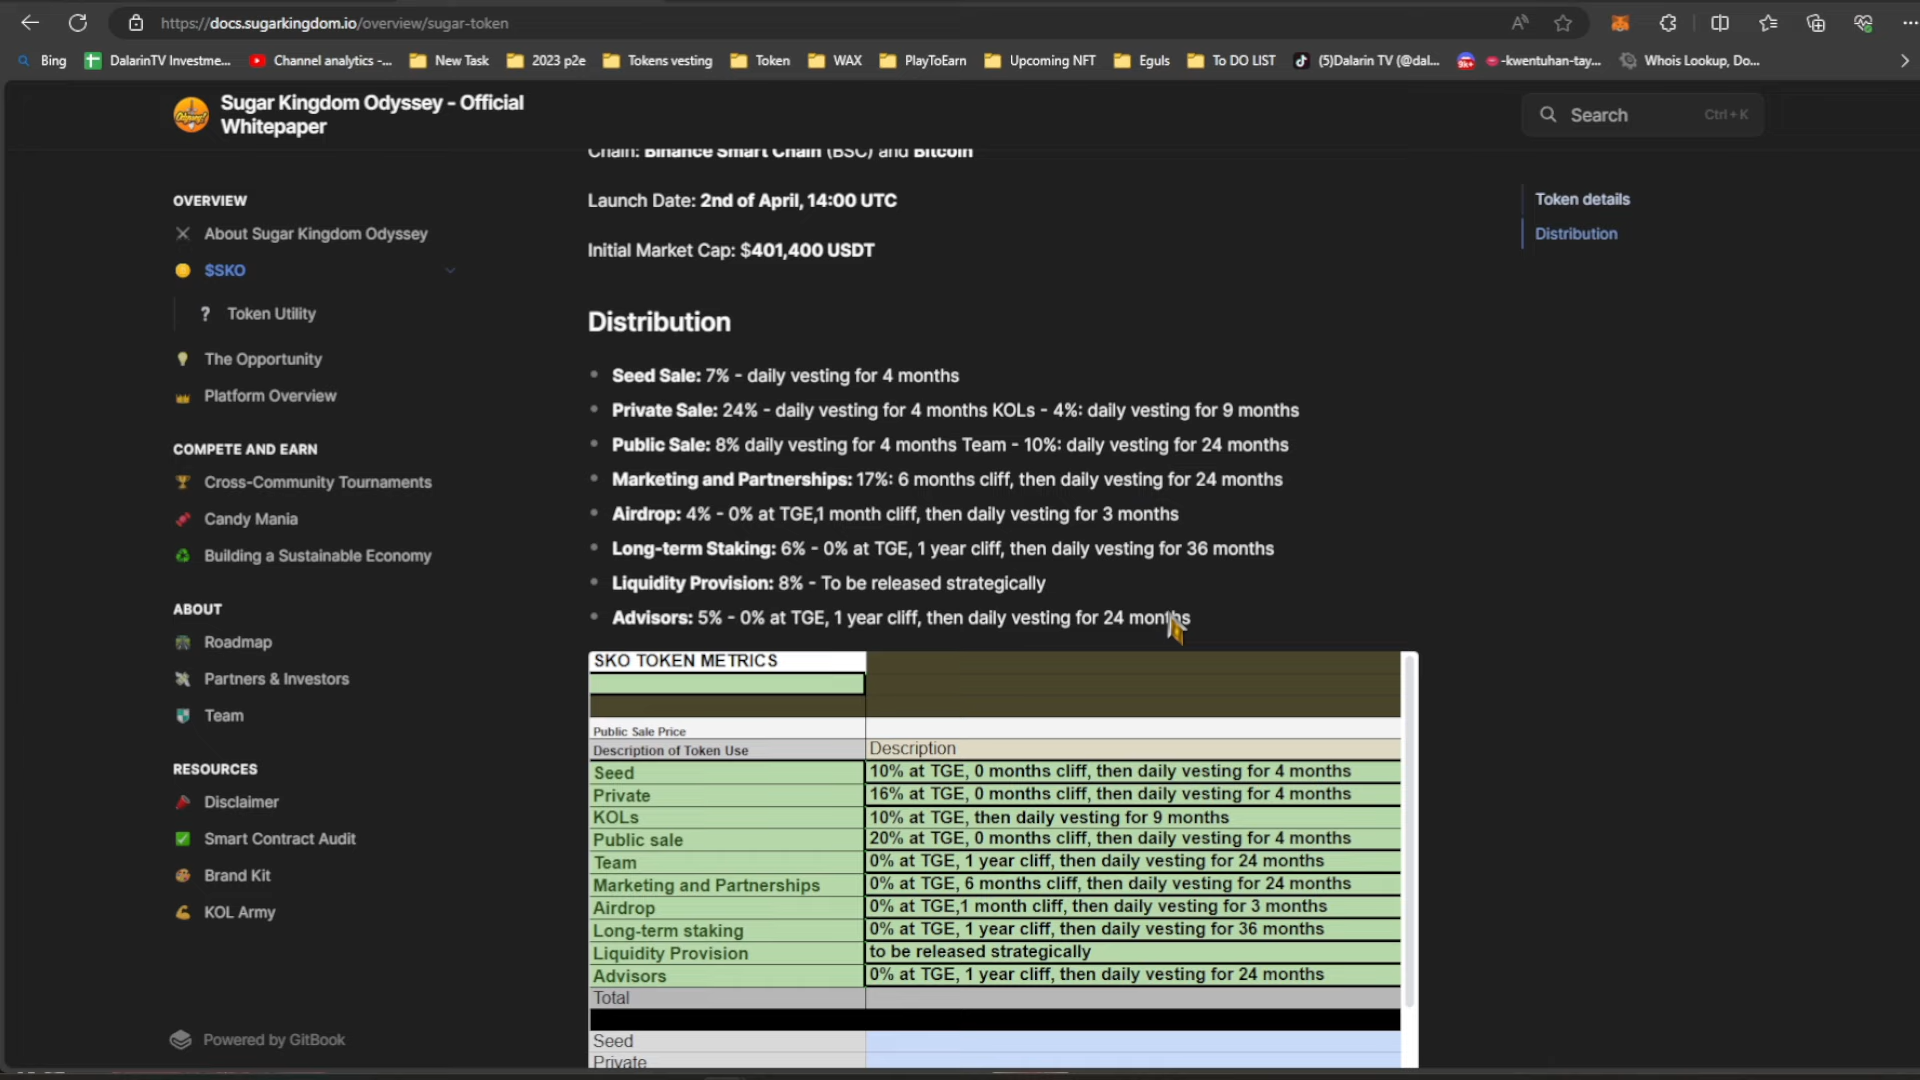 https://docs.sugarkingdom.io/overview/sugar-token
Bing
DalarinTV Investme...
Channel analytics -...
New Task
2023 p2e
Tokens vesting
Token
WAX
PlayToEarn
Upcoming NFT
Eguls
To DO LIST
(5)Dalarin TV (@dal...
-kwentuhan-tay...
Whois Lookup, Do...
Sugar Kingdom Odyssey - Official
Whitepaper
Search
Ctrl + K
Chain: Binance Smart Chain (BSC) and Bitcoin
OVERVIEW
Launch Date: 2nd of April, 14:00 UTC
Token details
About Sugar Kingdom Odyssey
Distribution
Initial Market Cap: $401,400 USDT
$SKO
Token Utility
The Opportunity
Platform Overview
COMPETE AND EARN
Cross-Community Tournaments
Candy Mania
Building a Sustainable Economy
ABOUT
Roadmap
Partners & Investors
Team
RESOURCES
Disclaimer
Smart Contract Audit
Brand Kit
KOL Army
Powered by GitBook
Distribution
Seed Sale: 7% - daily vesting for 4 months
Private Sale: 24% - daily vesting for 4 months KOLs - 4%: daily vesting for 9 months
Public Sale: 8% daily vesting for 4 months Team - 10%: daily vesting for 24 months
Marketing and Partnerships: 17%: 6 months cliff, then daily vesting for 24 months
Airdrop: 4% - 0% at TGE,1 month cliff, then daily vesting for 3 months
Long-term Staking: 6% - 0% at TGE, 1 year cliff, then daily vesting for 36 months
Liquidity Provision: 8% - To be released strategically
Advisors: 5% - 0% at TGE, 1 year cliff, then daily vesting for 24 months
SKO TOKEN METRICS
Public Sale Price
Description of Token Use Description
Seed 10% at TGE, 0 months cliff, then daily vesting for 4 months
Private 16% at TGE, 0 months cliff, then daily vesting for 4 months
KOLs 10% at TGE, then daily vesting for 9 months
Public sale 20% at TGE, 0 months cliff, then daily vesting for 4 months
Team 0% at TGE, 1 year cliff, then daily vesting for 24 months
Marketing and Partnerships 0% at TGE, 6 months cliff, then daily vesting for 24 months
Airdrop 0% at TGE,1 month cliff, then daily vesting for 3 months
Long-term staking 0% at TGE, 1 year cliff, then daily vesting for 36 months
Liquidity Provision to be released strategically
Advisors 0% at TGE, 1 year cliff, then daily vesting for 24 months
Total
Seed
Private